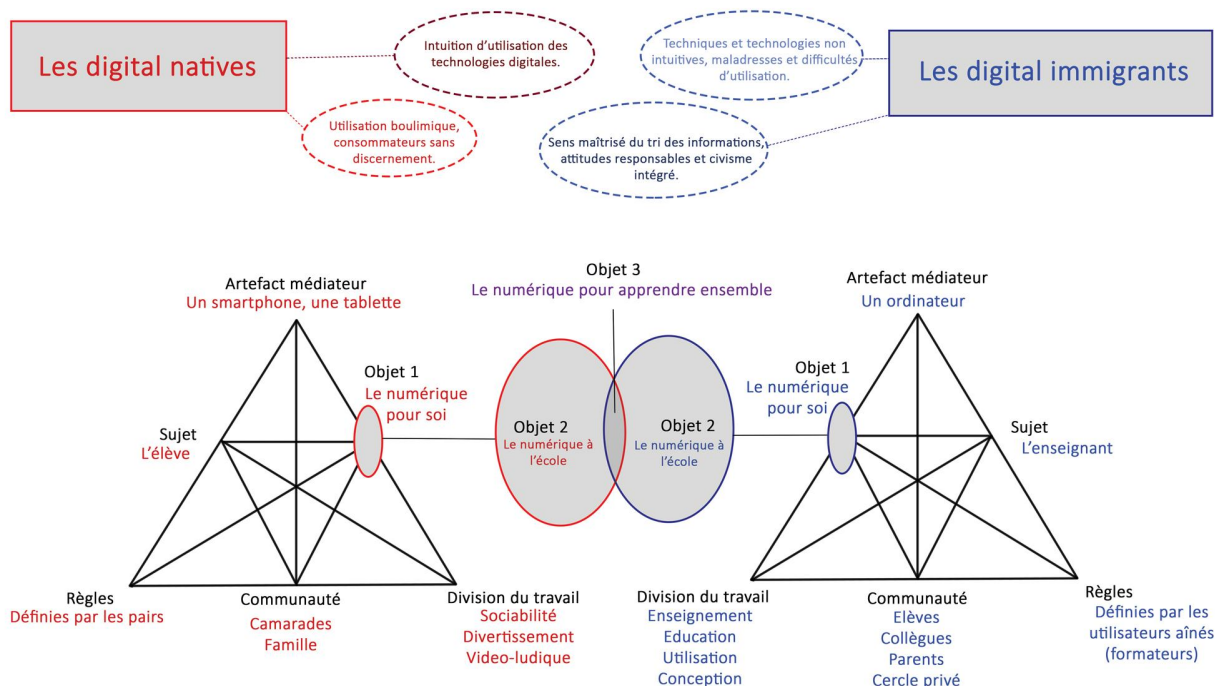 Les digital natives
Intuition d’utilisation des
technologies digitales.
Utilisation boulimique,
consommateurs sans
discernement.
Techniques et technologies non
intuitives, maladresses et difficultés
d’utilisation.
Sens maîtrisé du tri des informations,
attitudes responsables et civisme
intégré.
Les digital immigrants
Artefact médiateur
Un smartphone, une tablette
Objet 1
Le numérique
pour soi
Sujet
L’élève
Règles
Définies par les pairs
Communauté
Camarades
Famille
Division du travail
Sociabilité
Divertissement
Video-ludique
Objet 3
Le numérique pour apprendre ensemble
Objet 2
Le numérique à
l’école
Objet 2
Le numérique à
l’école
Artefact médiateur
Un ordinateur
Objet 1
Le numérique
pour soi
Sujet
L’enseignant
Division du travail
Enseignement
Education
Utilisation
Conception
Communauté
Elèves
Collègues
Parents
Cercle privé
Règles
Définies par les
utilisateurs aînés
(formateurs)